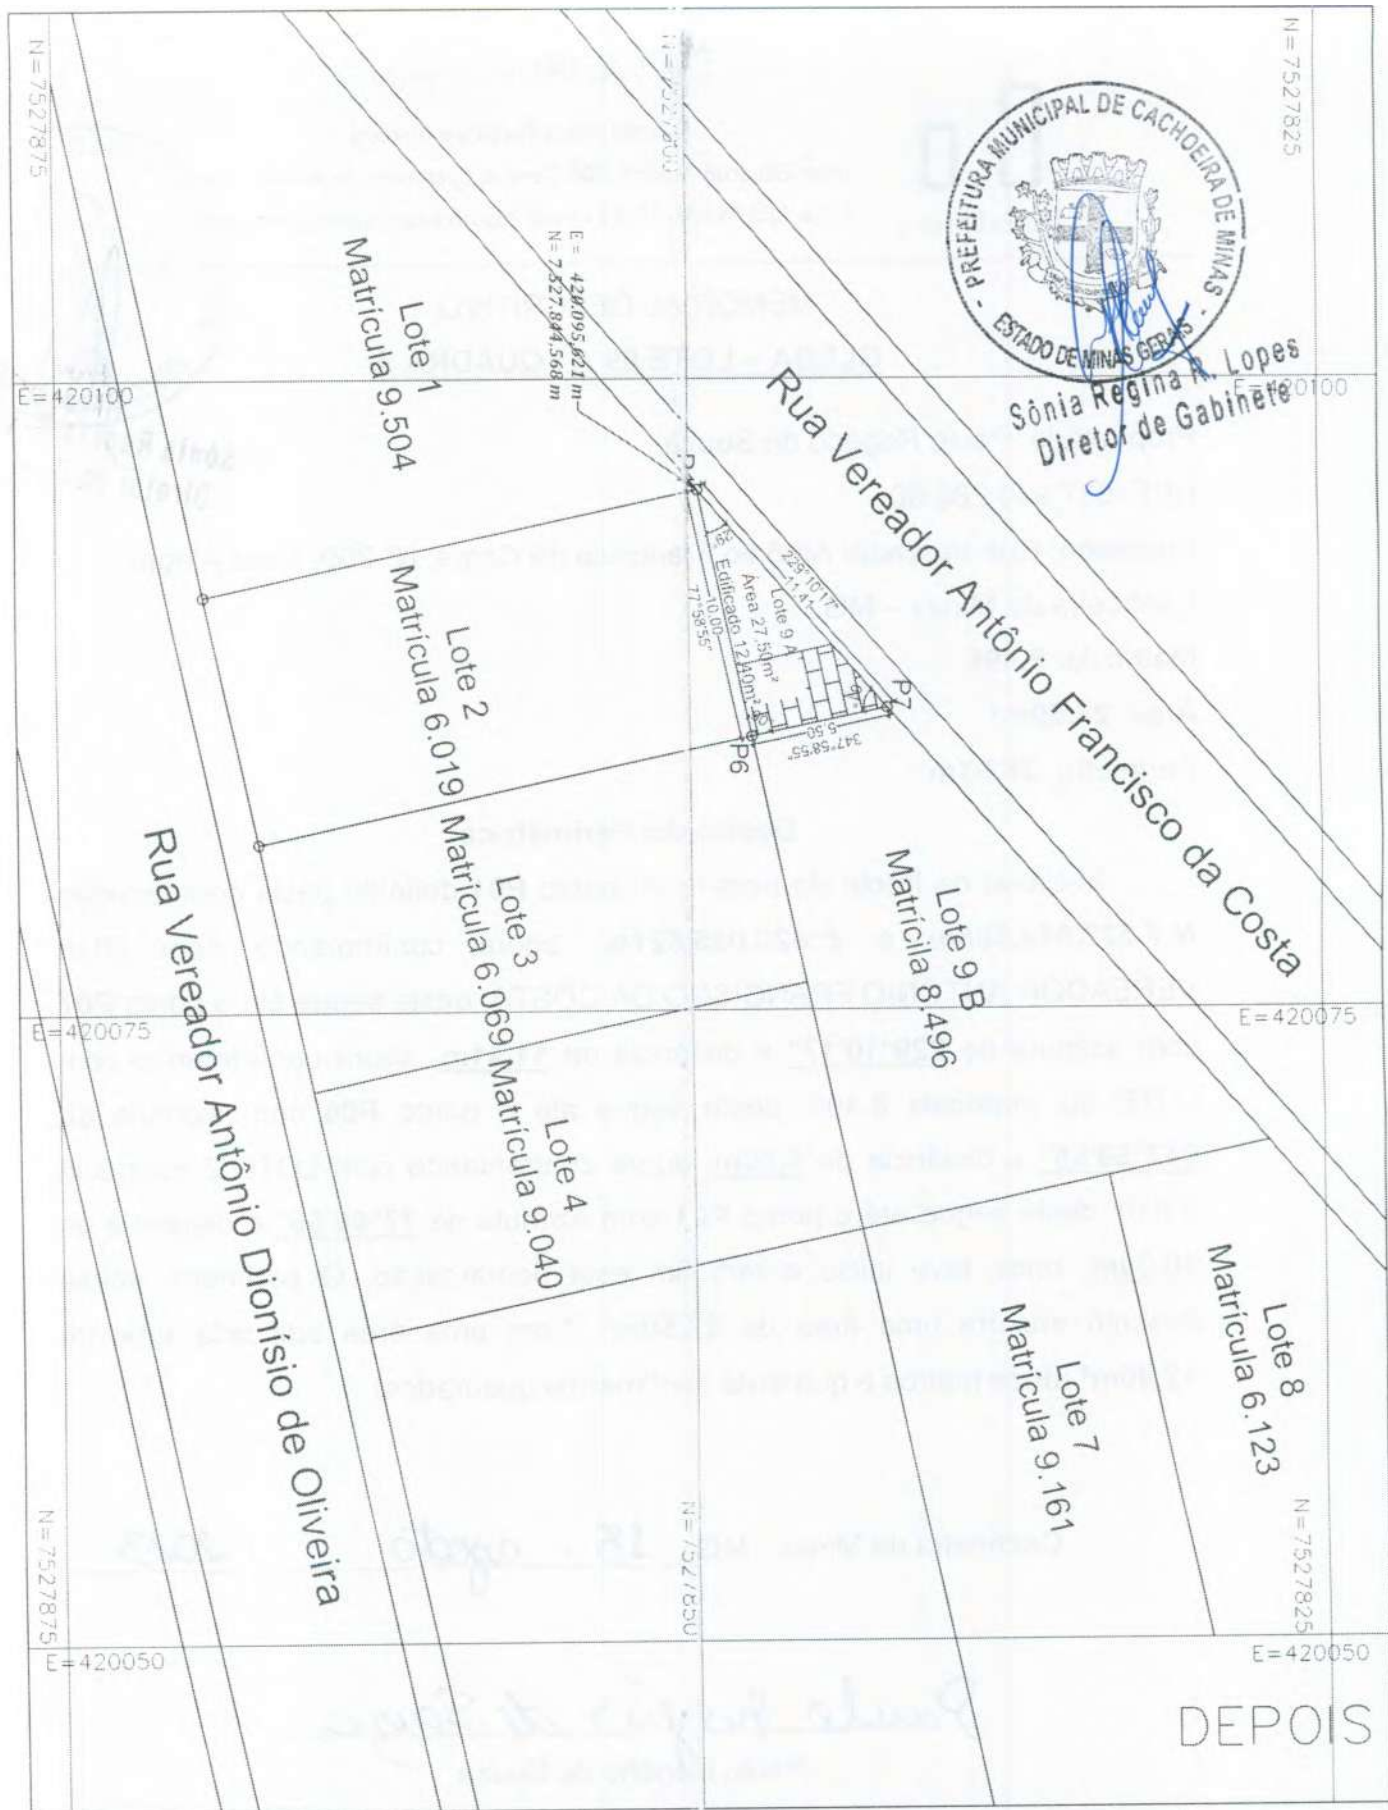 DEPOIS
N=7527875
N=7527825
E=420100
E=420100
E=420075
E=420075
E=420050
E=420050
N=7527875
N=7527850
N=7527825
PREFEITURA MUNICIPAL DE CACHOEIRA DE MINAS
- ESTADO DE MINAS GERAIS -
Sônia Regina R. Lopes
Diretor de Gabinete
Rua Vereador Antônio Francisco da Costa
Rua Vereador Antônio Dionísio de Oliveira
Lote 1
Matrícula 9.504
Lote 2
Matrícula 6.019
Lote 3
Matrícula 6.069
Lote 4
Matrícula 9.040
Lote 7
Matrícula 9.161
Lote 8
Matrícula 6.123
Lote 9 B
Matrícila 8.496
E = 420.095,621 m
N = 7.527.844,568 m
P7
P6
229°10'17"
11.41
Lote 9 A
Área 27,50m²
Edificado 12,40m²
10.00
77°58'55"
5.50
347°58'55"